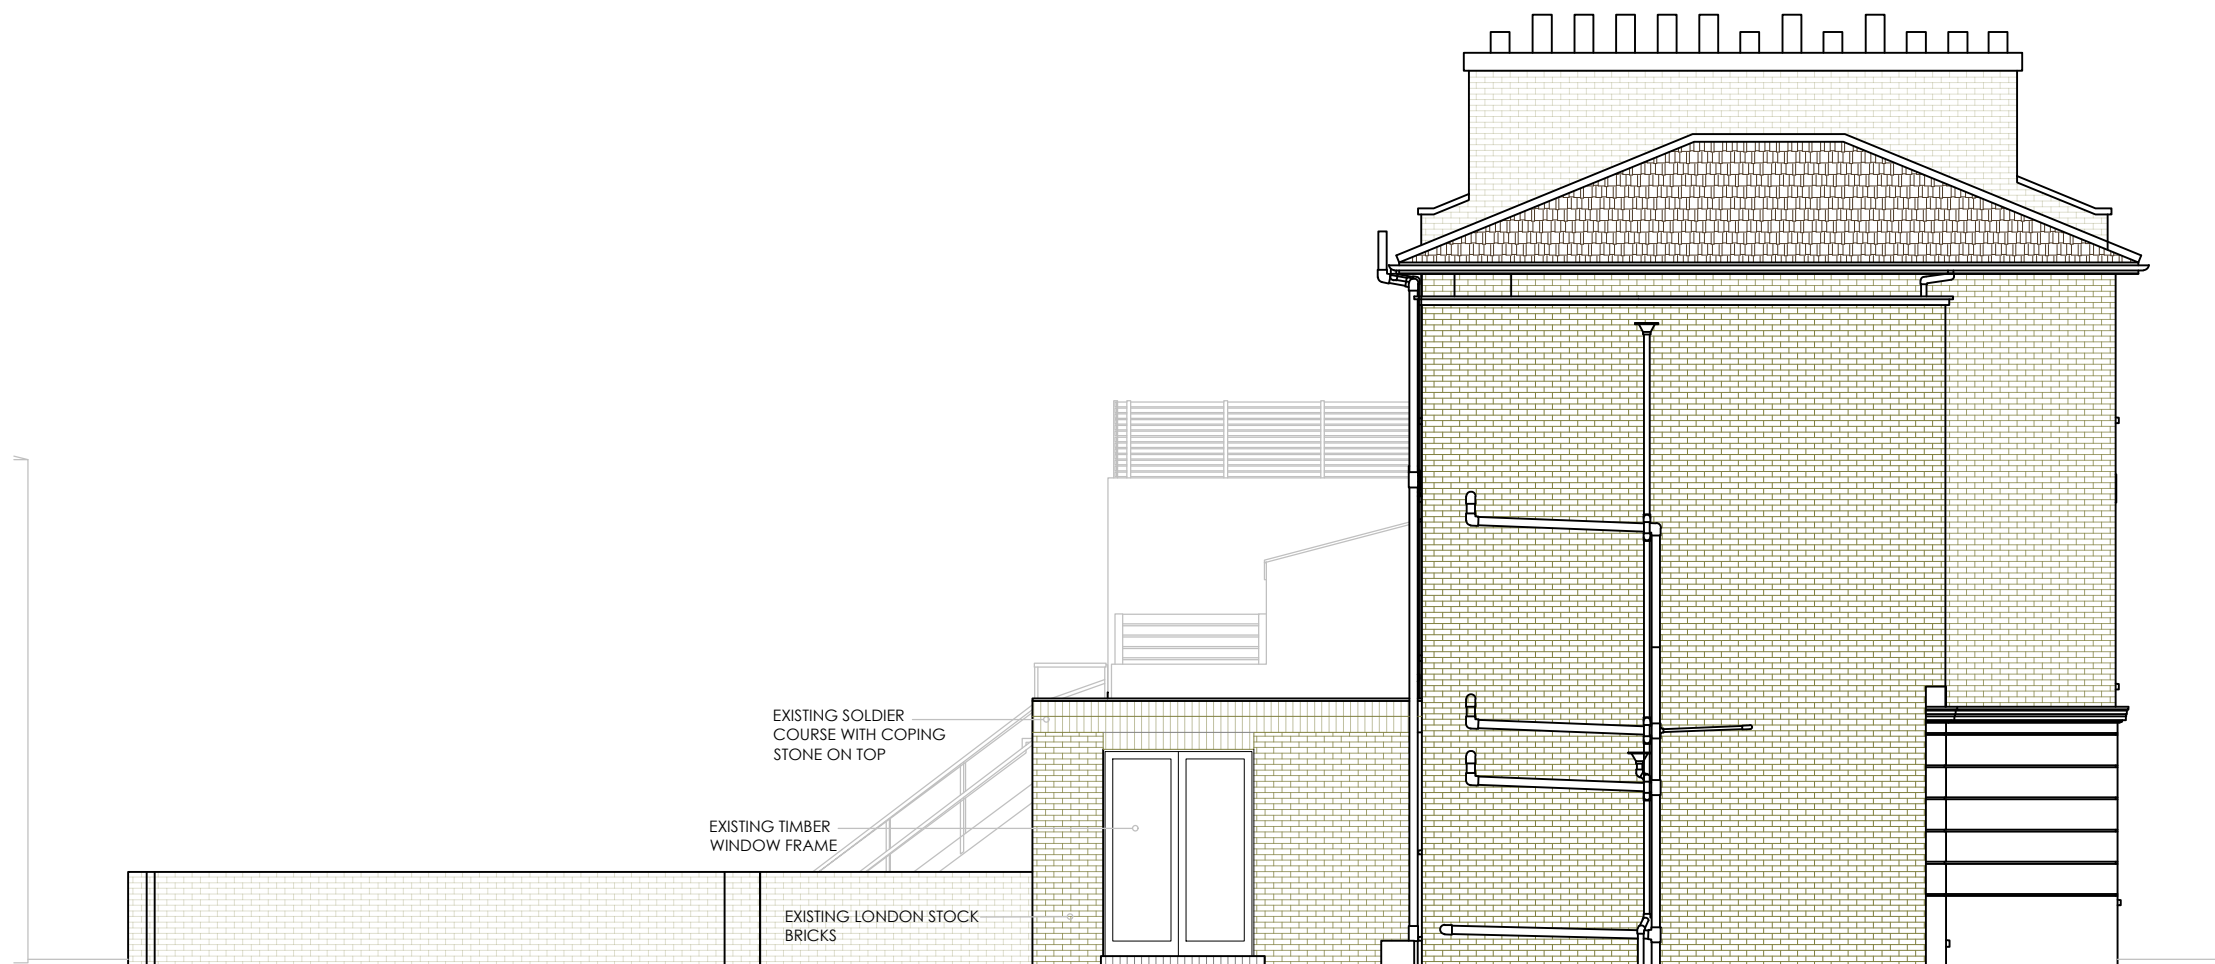 EXISTING SOLDIER
COURSE WITH COPING
STONE ON TOP
EXISTING TIMBER
WINDOW FRAME
EXISTING LONDON STOCK
BRICKS